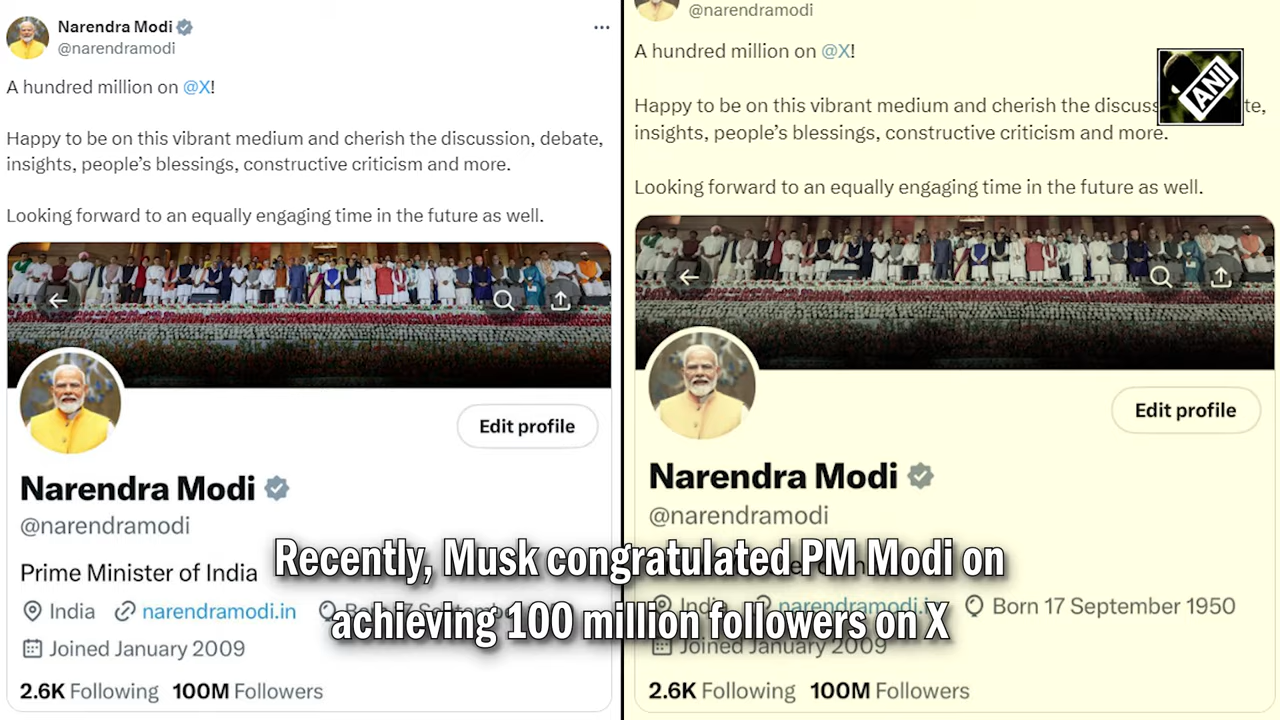 Narendra Modi
@narendramodi
A hundred million on @X!
Happy to be on this vibrant medium and cherish the discussion, debate,
insights, people's blessings, constructive criticism and more.
Looking forward to an equally engaging time in the future as well.
Edit profile
Narendra Modi
@narendramodi
Prime Minister of India
India narendramodi.in
Joined January 2009
2.6K Following 100M Followers
@narendramodi
A hundred million on @X!
Happy to be on this vibrant medium and cherish the
insights, people's blessings, constructive criticism and more.
Looking forward to an equally engaging time in the future as well.
Edit profile
Narendra Modi
@narendramodi
narendramodi.in Born 17 September 1950
Joined January 2009
2.6K Following 100M Followers
ANI
Recently, Musk congratulated PM Modi on
achieving 100 million followers on X